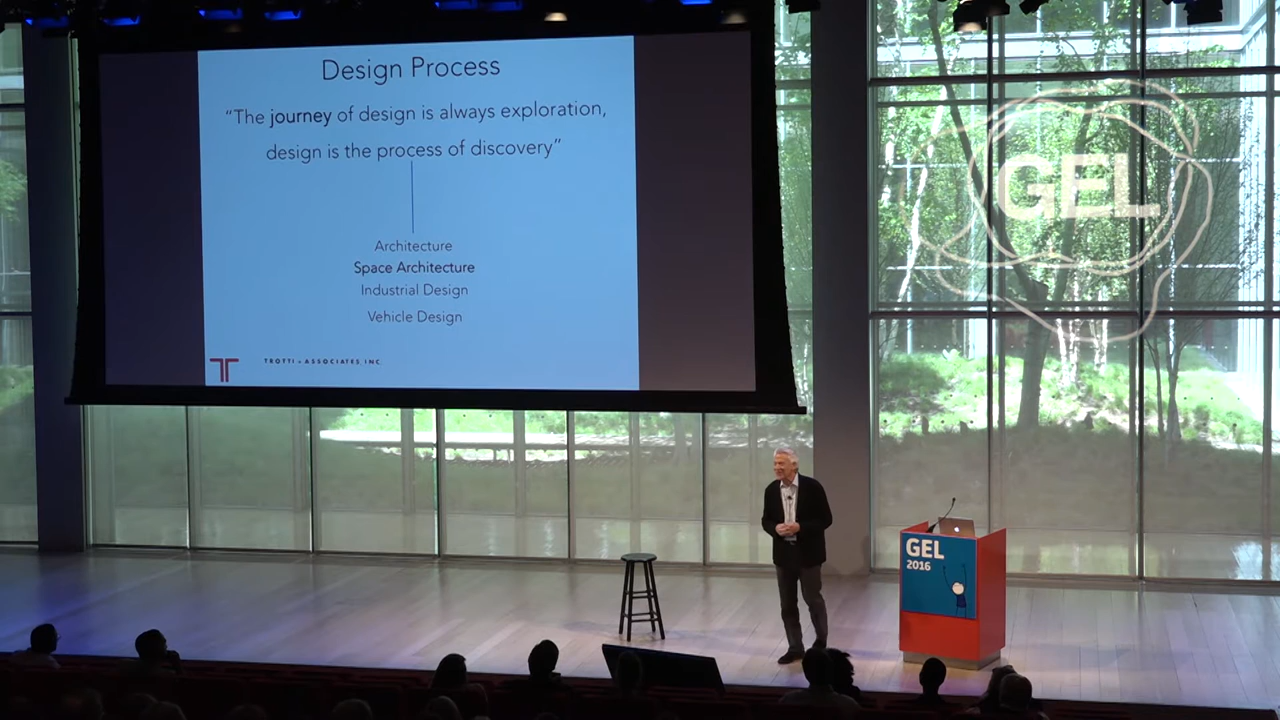 Design Process
“The journey of design is always exploration,
design is the process of discovery”
Architecture
Space Architecture
Industrial Design
Vehicle Design
TROTTI + ASSOCIATES, INC.
GEL
GEL
2016